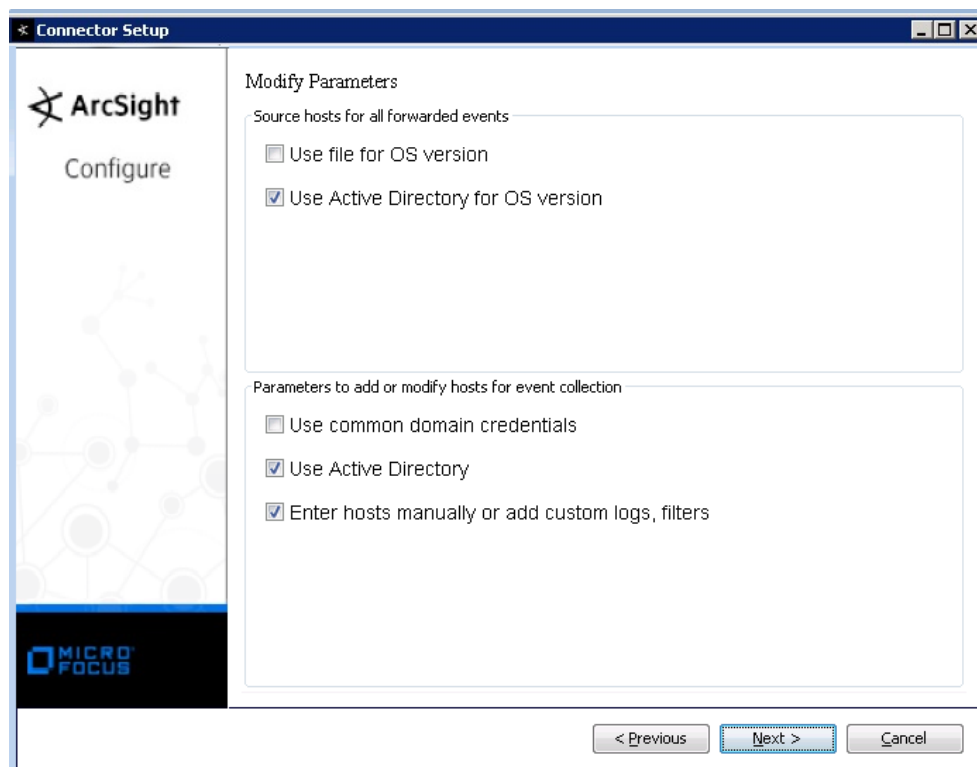 Connector Setup
ArcSight
Configure
Modify Parameters
Source hosts for all forwarded events
Use file for OS version
Use Active Directory for OS version
Parameters to add or modify hosts for event collection
Use common domain credentials
Use Active Directory
Enter hosts manually or add custom logs, filters
MICRO
FOCUS
< Previous
Next >
Cancel